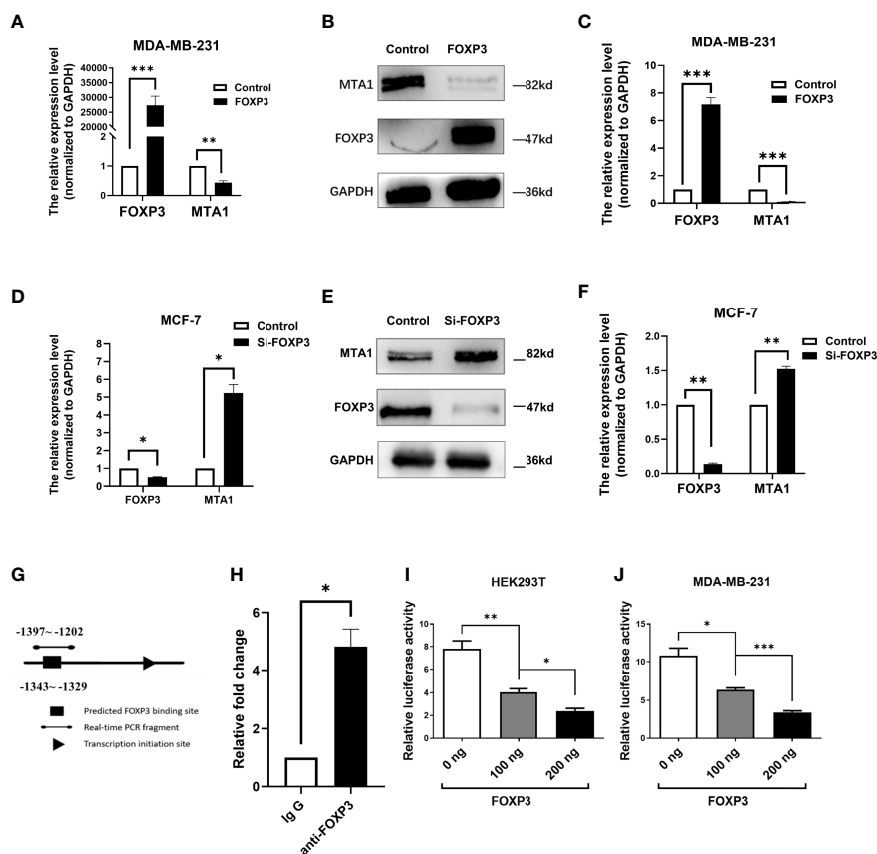 A
MDA-MB-231
The relative expression level
(normalized to GAPDH)
40000
35000
30000
25000
20000
2
1
0
***
**
Control
FOXP3
FOXP3
MTA1
B
Control
FOXP3
MTA1
82kd
FOXP3
47kd
GAPDH
36kd
C
MDA-MB-231
The relative expression level
(normalized to GAPDH)
10
8
6
4
2
0
***
***
Control
FOXP3
FOXP3
MTA1
D
MCF-7
The relative expression level
(normalized to GAPDH)
8
7
6
5
4
3
2
1
0
*
*
Control
Si-FOXP3
FOXP3
MTA1
E
Control
Si-FOXP3
MTA1
82kd
FOXP3
47kd
GAPDH
36kd
F
MCF-7
The relative expression level
(normalized to GAPDH)
2.0
1.5
1.0
0.5
0.0
**
**
Control
Si-FOXP3
FOXP3
MTA1
G
-1397~ -1202
-1343~ -1329
Predicted FOXP3 binding site
Real-time PCR fragment
Transcription initiation site
H
Relative fold change
6
4
2
0
*
Ig G
anti-FOXP3
I
HEK293T
Relative luciferase activity
10
8
6
4
2
0
**
*
0 ng
100 ng
200 ng
FOXP3
J
MDA-MB-231
Relative luciferase activity
15
10
5
0
*
***
0 ng
100 ng
200 ng
FOXP3